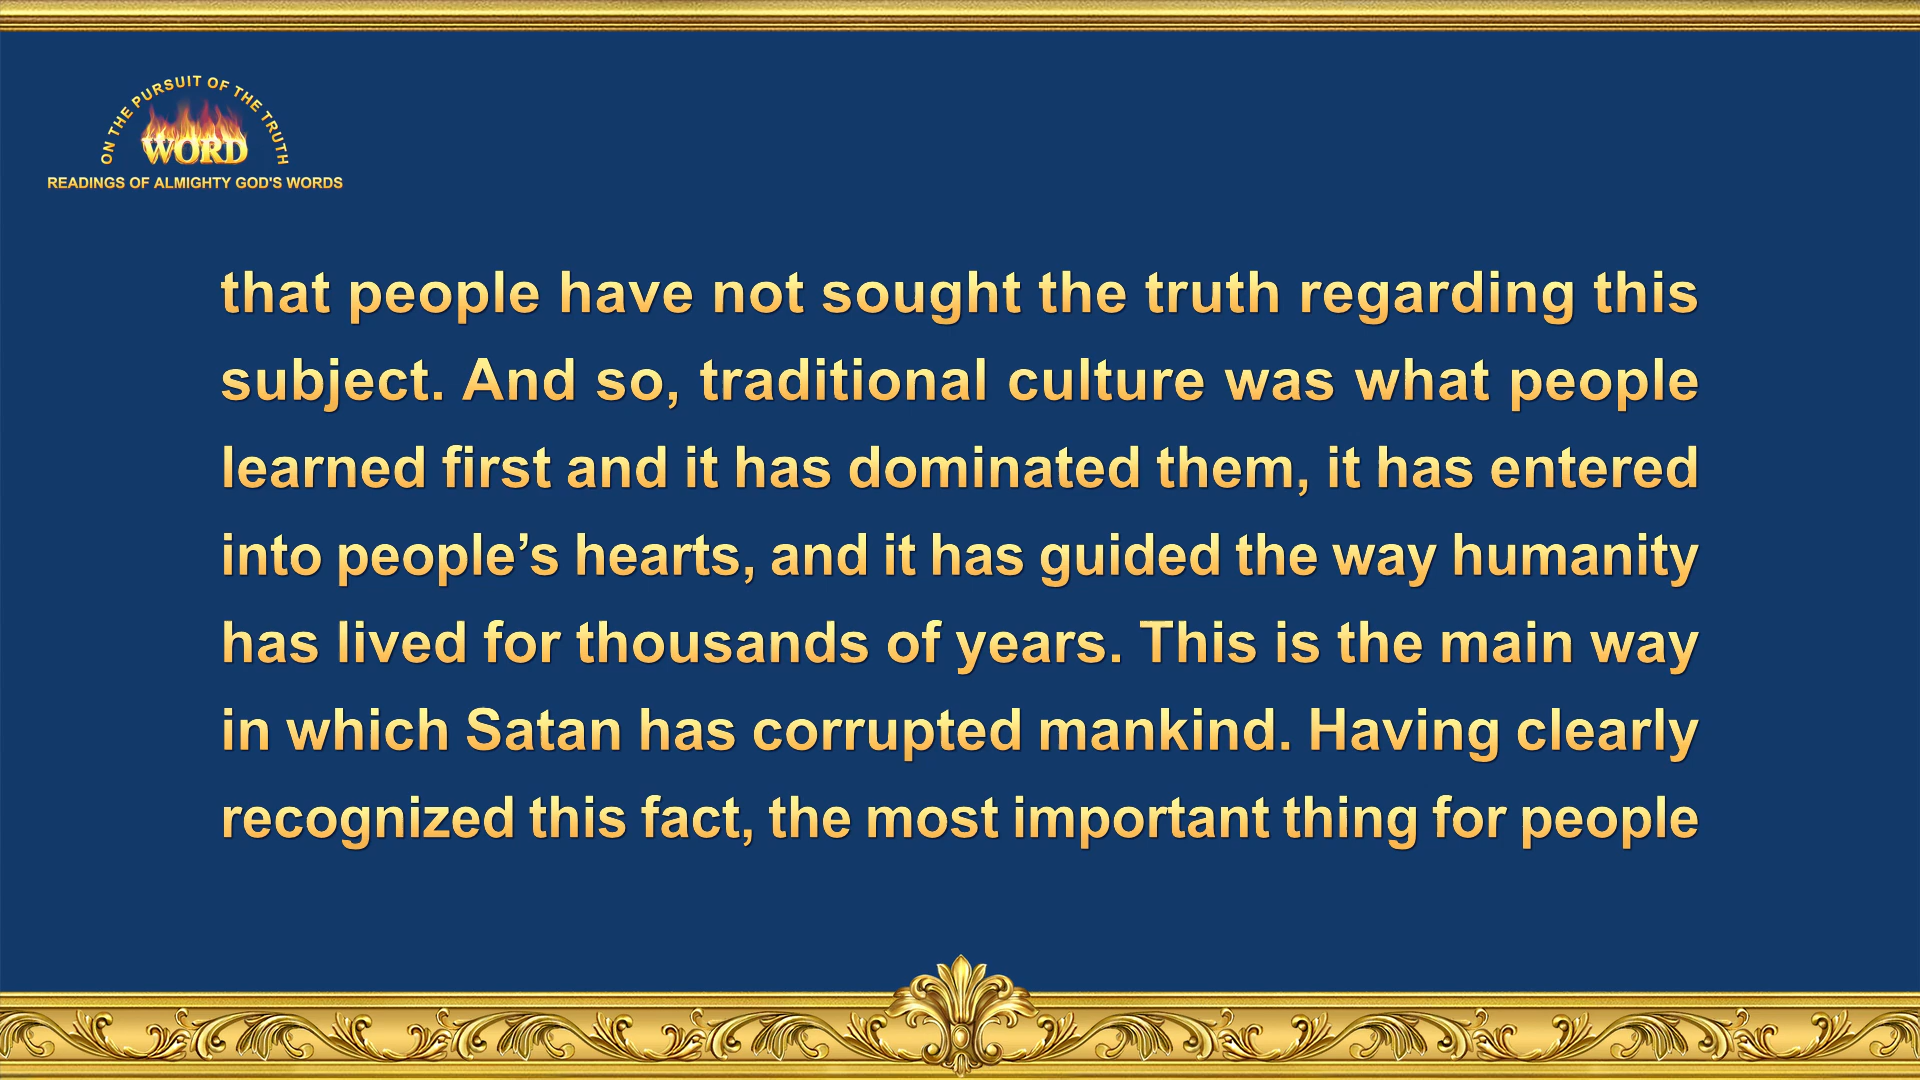 ON THE PURSUIT OF THE TRUTH
WORD
READINGS OF ALMIGHTY GOD'S WORDS
that people have not sought the truth regarding this
subject. And so, traditional culture was what people
learned first and it has dominated them, it has entered
into people’s hearts, and it has guided the way humanity
has lived for thousands of years. This is the main way
in which Satan has corrupted mankind. Having clearly
recognized this fact, the most important thing for people